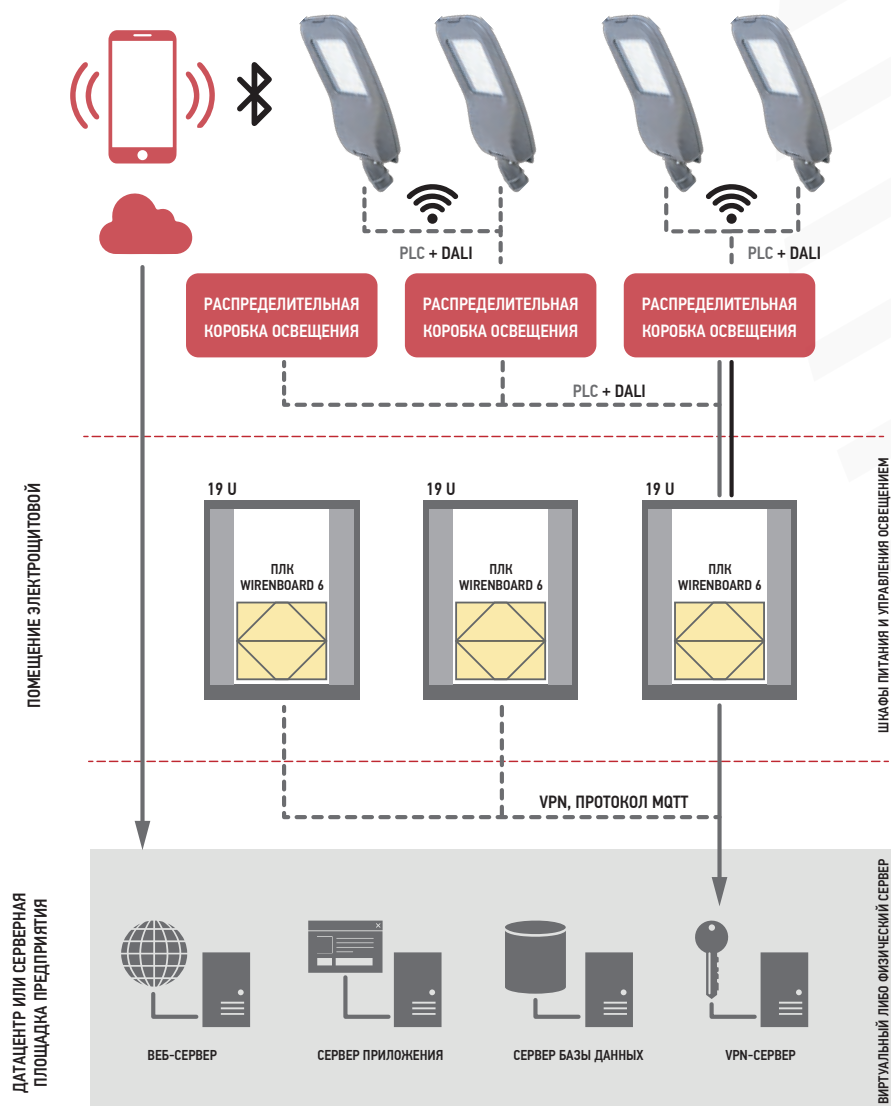 PLC + DALI
PLC + DALI
РАСПРЕДЕЛИТЕЛЬНАЯ
КОРОБКА ОСВЕЩЕНИЯ
РАСПРЕДЕЛИТЕЛЬНАЯ
КОРОБКА ОСВЕЩЕНИЯ
РАСПРЕДЕЛИТЕЛЬНАЯ
КОРОБКА ОСВЕЩЕНИЯ
PLC + DALI
ПОМЕЩЕНИЕ ЭЛЕКТРОЩИТОВОЙ
19 U
ПЛК
WIRENBOARD 6
19 U
ПЛК
WIRENBOARD 6
19 U
ПЛК
WIRENBOARD 6
ШКАФЫ ПИТАНИЯ И УПРАВЛЕНИЯ ОСВЕЩЕНИЕМ
VPN, ПРОТОКОЛ MQTT
ДАТАЦЕНТР ИЛИ СЕРВЕРНАЯ
ПЛОЩАДКА ПРЕДПРИЯТИЯ
ВЕБ-СЕРВЕР
СЕРВЕР ПРИЛОЖЕНИЯ
СЕРВЕР БАЗЫ ДАННЫХ
VPN-СЕРВЕР
ВИРТУАЛЬНЫЙ ЛИБО ФИЗИЧЕСКИЙ СЕРВЕР